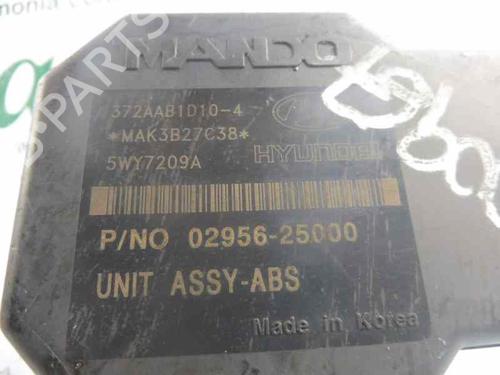 MANDO
372AAB1D10-4
*MAK3B27C38*
5WY7209A
HYUNDAI
P/NO 02956-25000
UNIT ASSY-ABS
Made in Korea